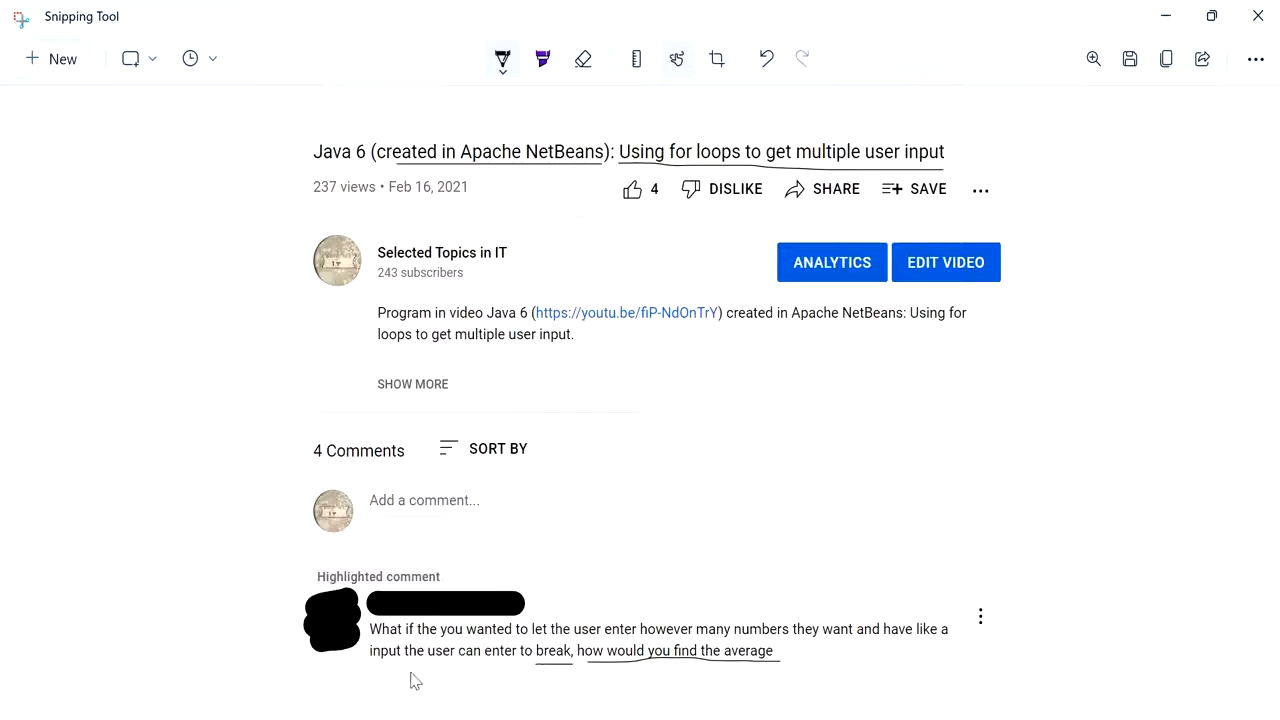 Snipping Tool
New
Java 6 (created in Apache NetBeans): Using for loops to get multiple user input
237 views • Feb 16, 2021
4 DISLIKE SHARE SAVE ...
Selected Topics in IT
243 subscribers
ANALYTICS EDIT VIDEO
Program in video Java 6 (https://youtu.be/fiP-NdOnTrY) created in Apache NetBeans: Using for
loops to get multiple user input.
SHOW MORE
4 Comments SORT BY
Add a comment...
Highlighted comment
What if the you wanted to let the user enter however many numbers they want and have like a
input the user can enter to break, how would you find the average